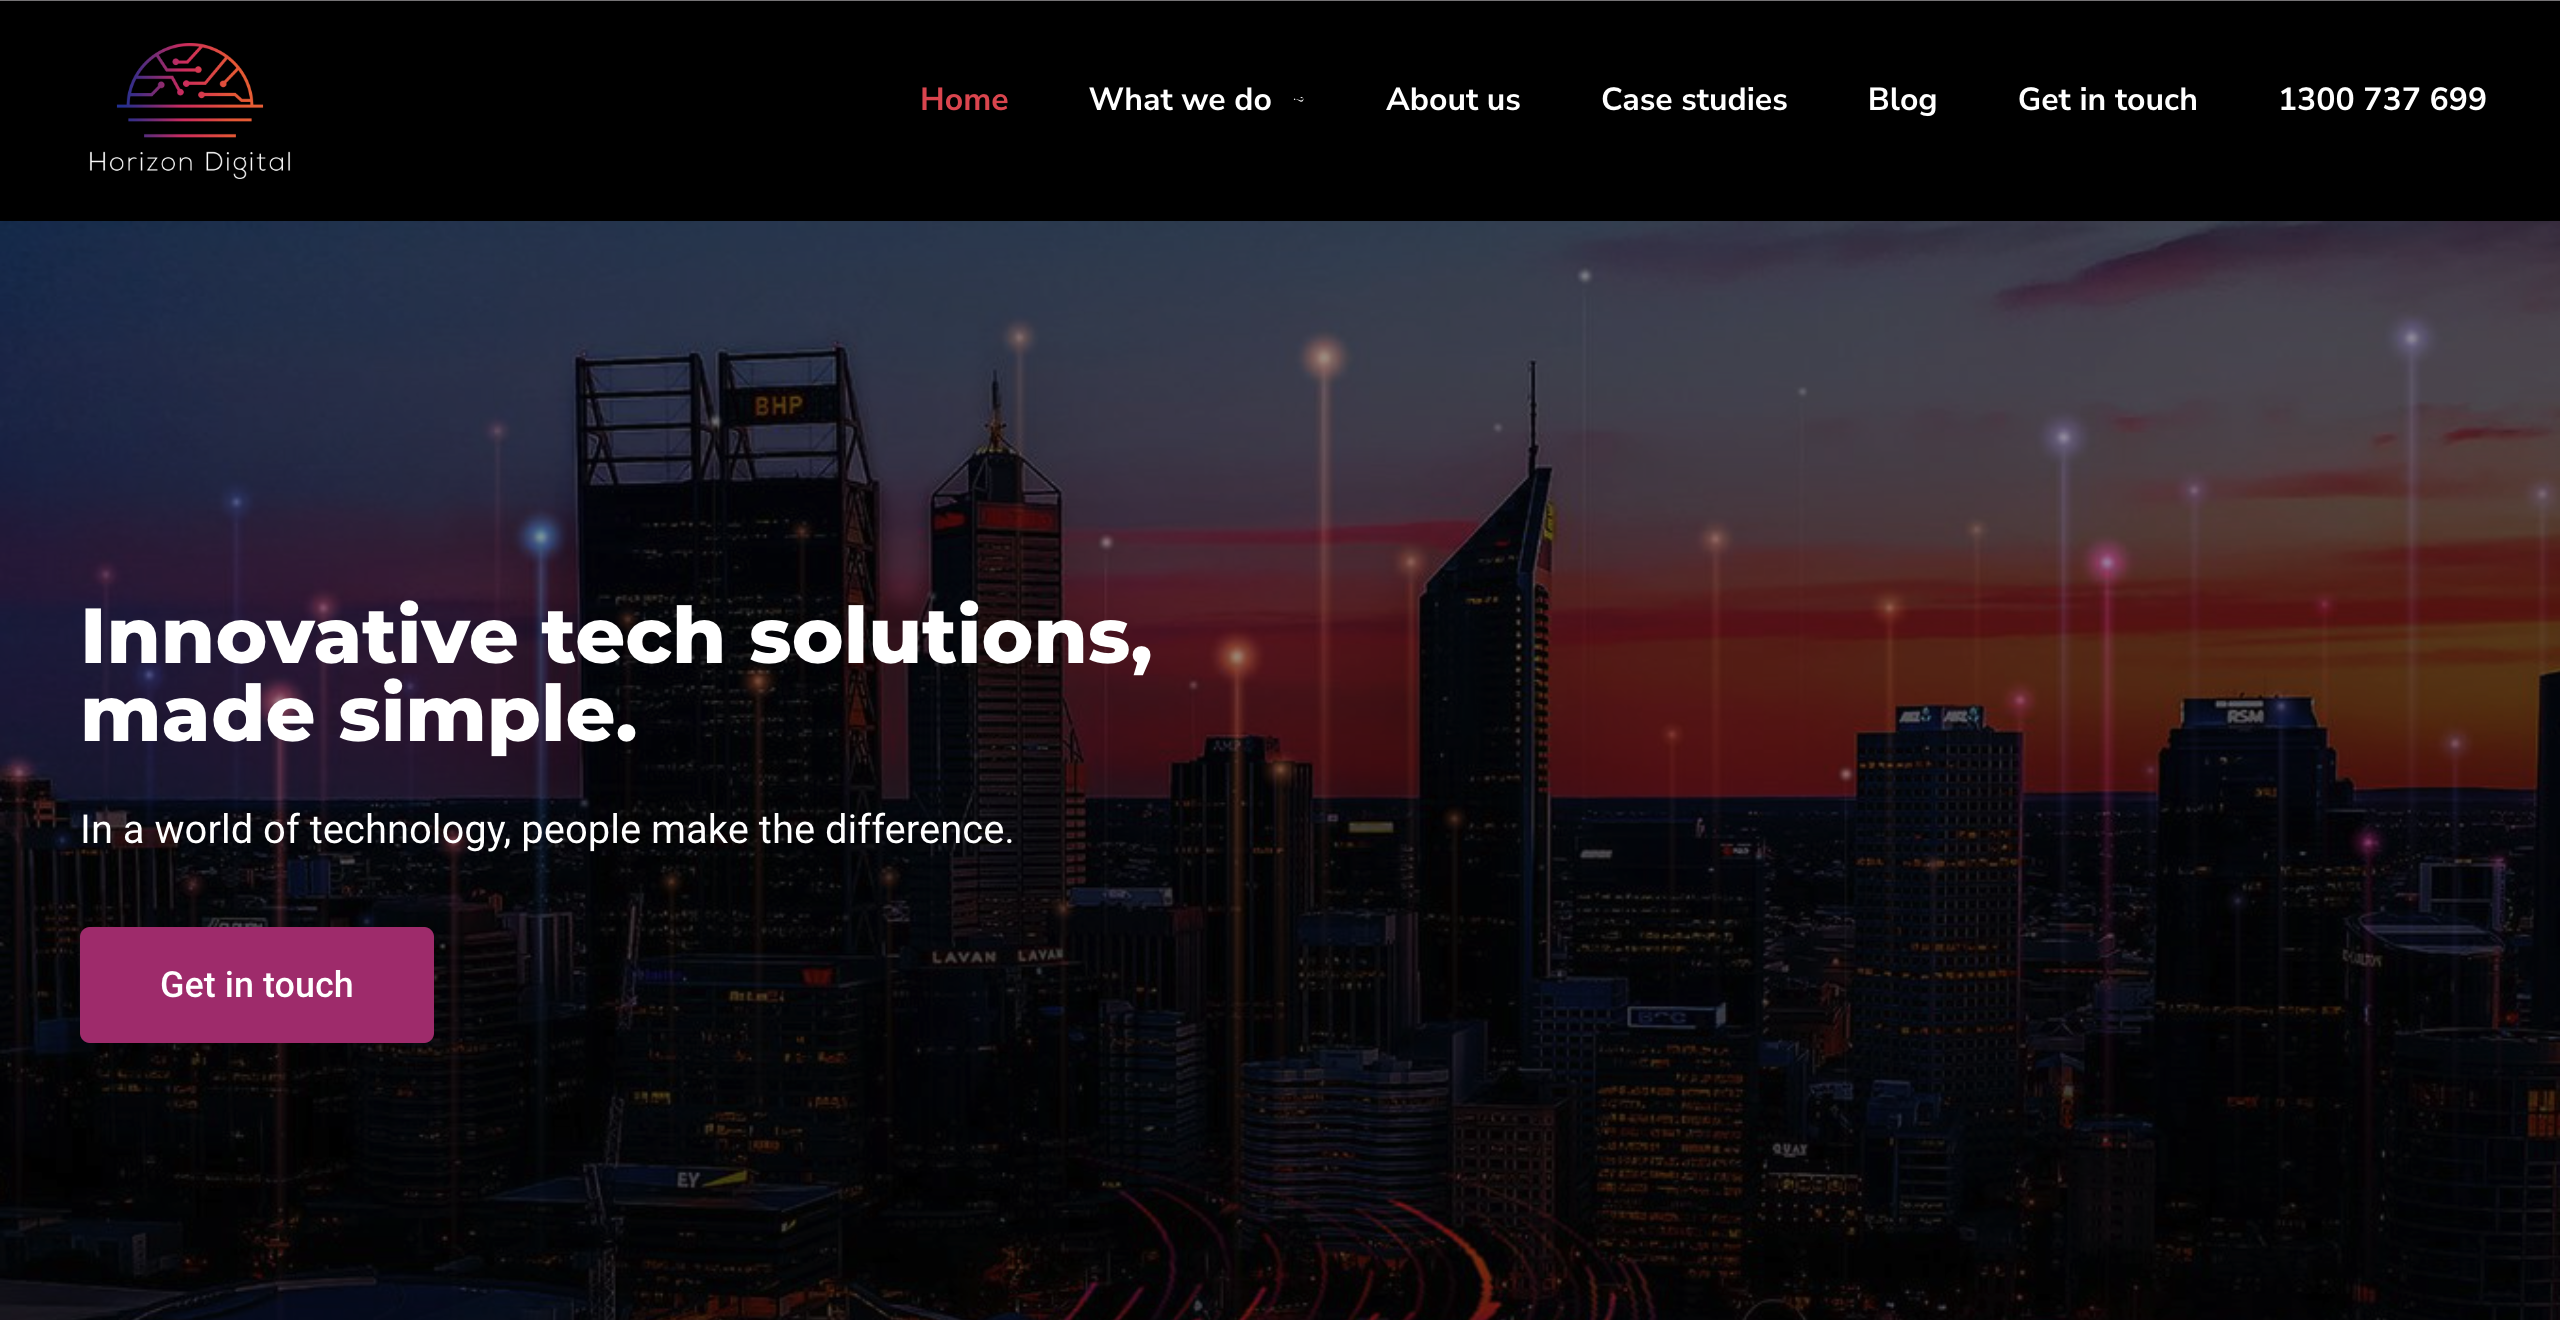 Horizon Digital
Home
What we do
About us
Case studies
Blog
Get in touch
1300 737 699
BHP
Innovative tech solutions,
made simple.
RSM
In a world of technology, people make the difference.
LAVAN LAVAN
Get in touch
QUAY
EY